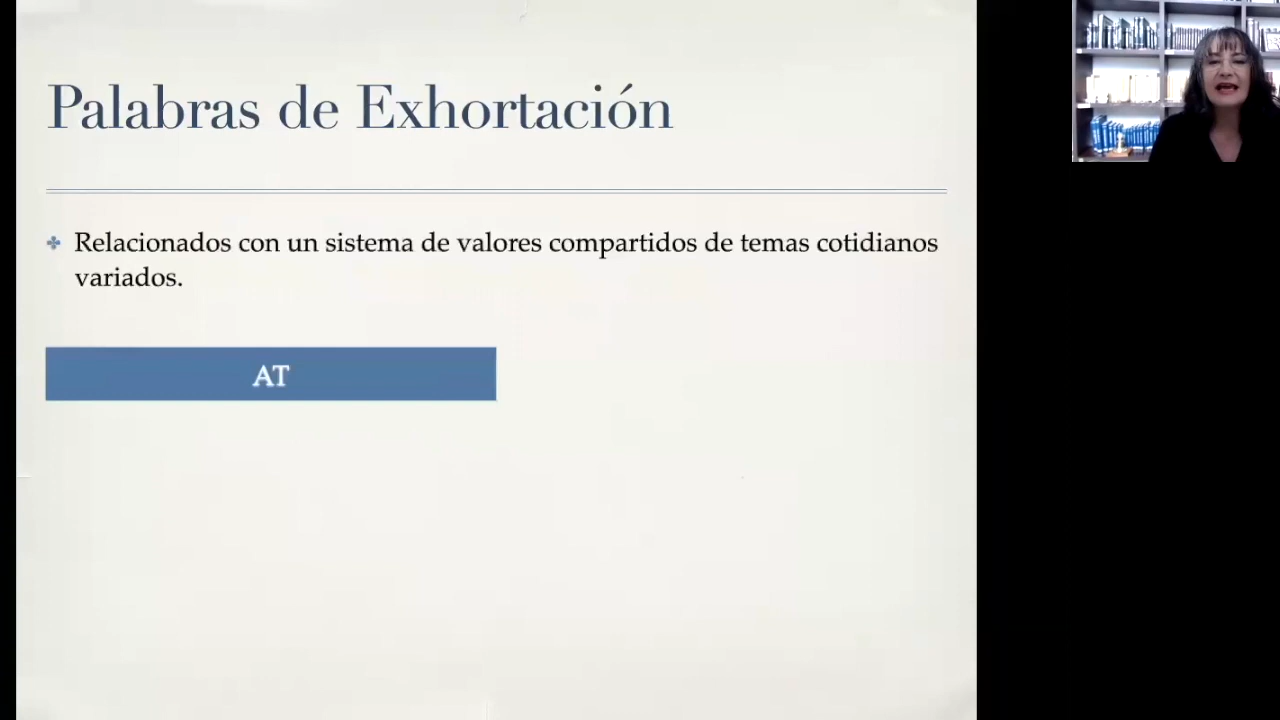 Palabras de Exhortación
Relacionados con un sistema de valores compartidos de temas cotidianos
variados.
AT